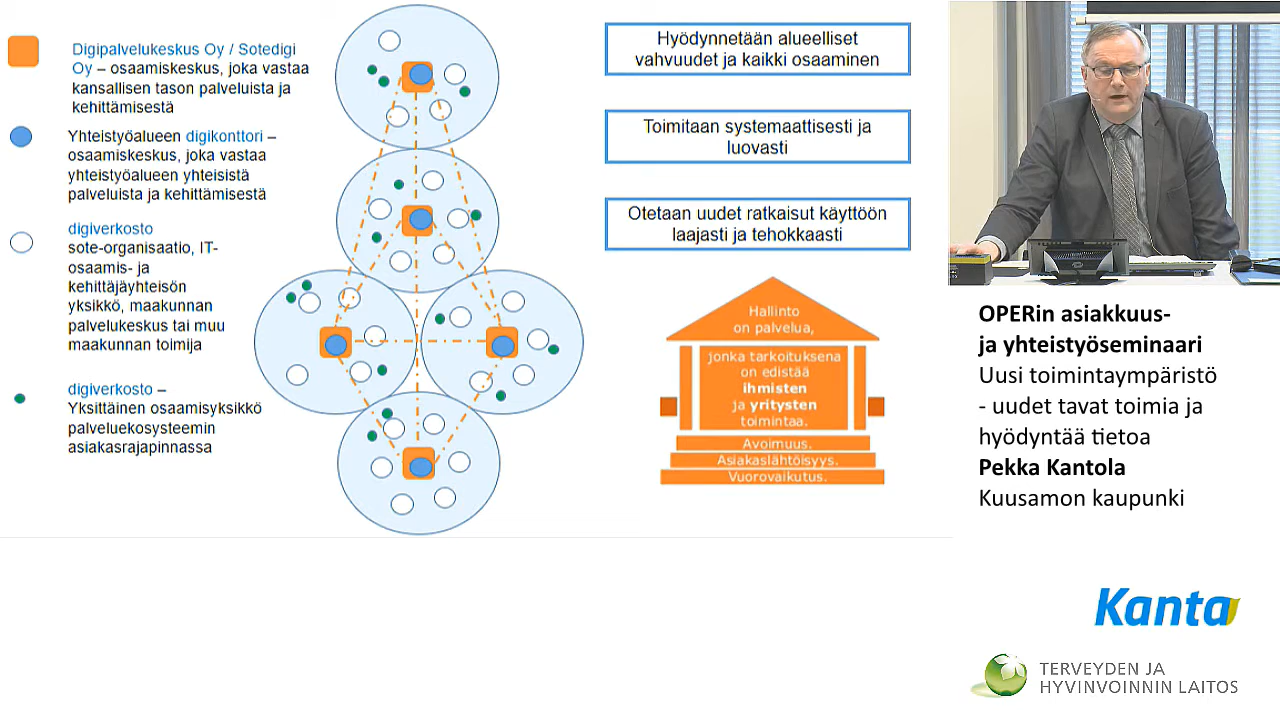 Digipalvelukeskus Oy / Sotedigi
Oy – osaamiskeskus, joka vastaa
kansallisen tason palveluista ja
kehittämisestä
Yhteistyöalueen digikonttori –
osaamiskeskus, joka vastaa
yhteistyöalueen yhteisistä
palveluista ja kehittämisestä
digiverkosto
sote-organisaatio, IT-
osaamis- ja
kehittäjäyhteisön
yksikkö, maakunnan
palvelukeskus tai muu
maakunnan toimija
digiverkosto –
Yksittäinen osaamisyksikkö
palveluekosysteemin
asiakasrajapinnassa
Hyödynnetään alueelliset
vahvuudet ja kaikki osaaminen
Toimitaan systemaattisesti ja
luovasti
Otetaan uudet ratkaisut käyttöön
laajasti ja tehokkaasti
Hallinto
on palvelua,
jonka tarkoituksena
on edistää
ihmisten
ja yritysten
toimintaa.
Avoimuus.
Asiakaslähtöisyys.
Vuorovaikutus.
OPERin asiakkuus-
ja yhteistyöseminaari
Uusi toimintaympäristö
- uudet tavat toimia ja
hyödyntää tietoa
Pekka Kantola
Kuusamon kaupunki
Kanta
TERVEYDEN JA
HYVINVOINNIN LAITOS